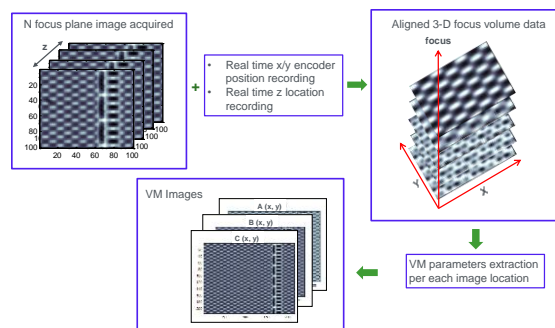 N focus plane image acquired
z
20
40
60
80
100
20 40 60 80 100
100
100
100
+
• Real time x/y encoder
position recording
• Real time z location
recording
Aligned 3-D focus volume data
focus
Y
X
VM parameters extraction
per each image location
VM Images
A (x, y)
B (x, y)
C (x, y)